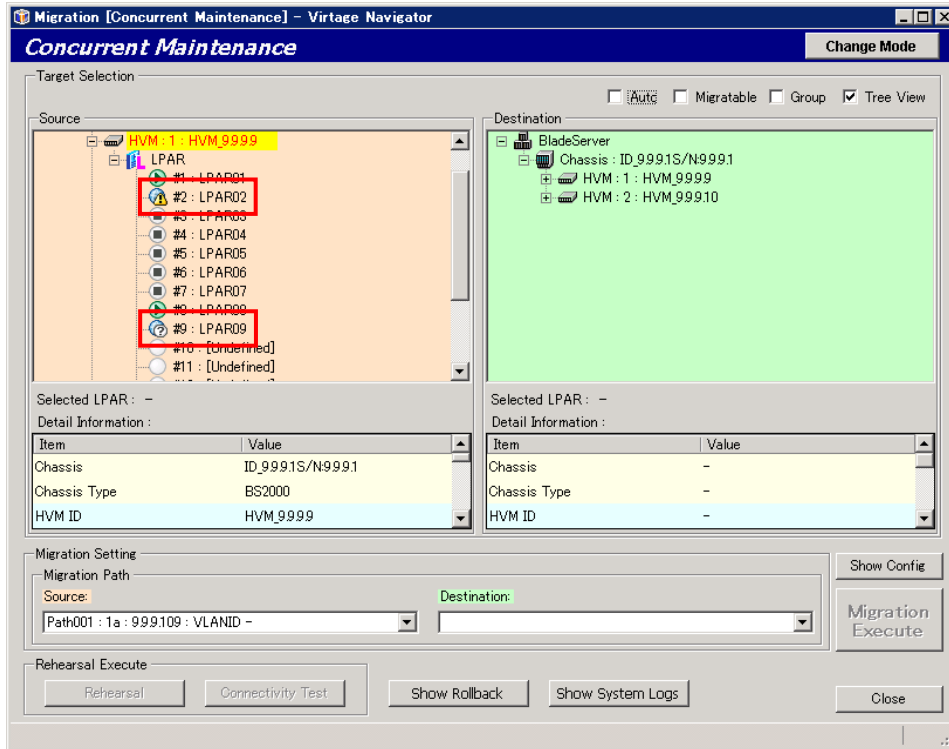 Migration [Concurrent Maintenance] - Virtage Navigator
Concurrent Maintenance
Change Mode
Target Selection
Auto
Migratable
Group
Tree View
Source
HVM : 1 : HVM_9.9.9.9
LPAR
#1 : LPAR01
#2 : LPAR02
#3 : LPAR03
#4 : LPAR04
#5 : LPAR05
#6 : LPAR06
#7 : LPAR07
#8 : LPAR08
#9 : LPAR09
#10 : [Undefined]
#11 : [Undefined]
Selected LPAR : -
Detail Information :
Item Value
Chassis ID_9.9.9.1S/N:9.9.9.1
Chassis Type BS2000
HVM ID HVM_9.9.9.9
Destination
BladeServer
Chassis : ID_9.9.9.1S/N:9.9.9.1
HVM : 1 : HVM_9.9.9.9
HVM : 2 : HVM_9.9.9.10
Selected LPAR : -
Detail Information :
Item Value
Chassis -
Chassis Type -
HVM ID -
Migration Setting
Migration Path
Source:
Path001 : 1a : 9.9.9.109 : VLANID -
Destination:
Show Config
Migration
Execute
Rehearsal Execute
Rehearsal
Connectivity Test
Show Rollback
Show System Logs
Close